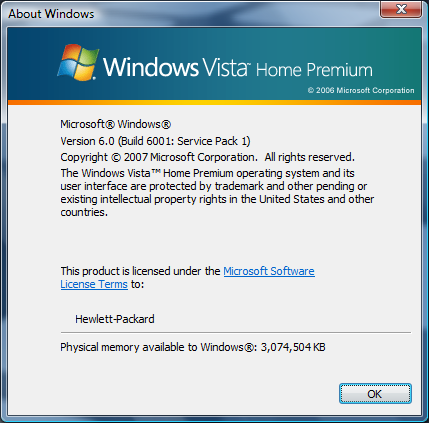 About Windows
Windows Vista™ Home Premium
© 2006 Microsoft Corporation
Microsoft® Windows®
Version 6.0 (Build 6001: Service Pack 1)
Copyright © 2007 Microsoft Corporation. All rights reserved.
The Windows Vista™ Home Premium operating system and its
user interface are protected by trademark and other pending or
existing intellectual property rights in the United States and other
countries.
This product is licensed under the Microsoft Software
License Terms to:
Hewlett-Packard
Physical memory available to Windows®: 3,074,504 KB
OK